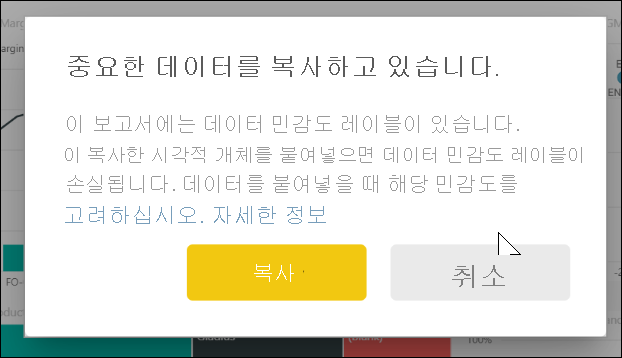 Margin
중요한 데이터를 복사하고 있습니다.
이 보고서에는 데이터 민감도 레이블이 있습니다.
이 복사한 시각적 개체를 붙여넣으면 데이터 민감도 레이블이
손실됩니다. 데이터를 붙여넣을 때 해당 민감도를
고려하십시오. 자세한 정보
복사
취소
FO-
(Blank)
100%